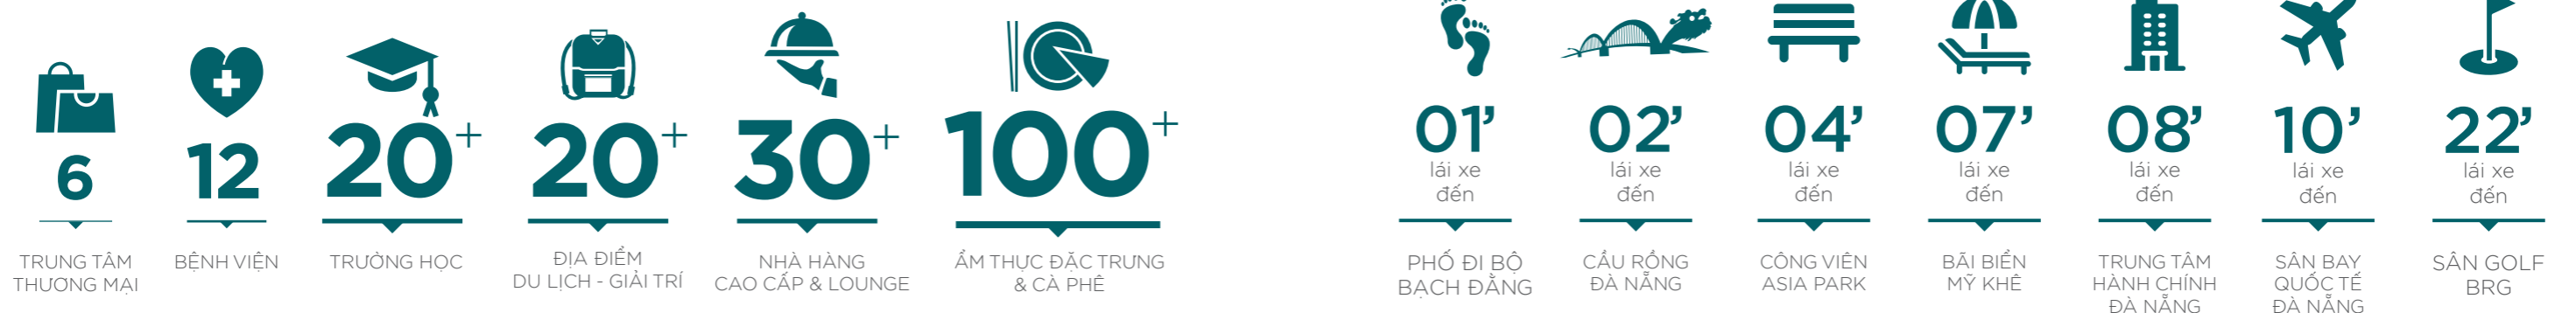 6
TRUNG TÂM
THƯƠNG MẠI
12
BỆNH VIỆN
20+
TRƯỜNG HỌC
20+
ĐỊA ĐIỂM
DU LỊCH - GIẢI TRÍ
30+
NHÀ HÀNG
CAO CẤP & LOUNGE
100+
ẨM THỰC ĐẶC TRƯNG
& CÀ PHÊ
01’
lái xe
đến
PHỐ ĐI BỘ
BẠCH ĐẰNG
02’
lái xe
đến
CẦU RỒNG
ĐÀ NẴNG
04’
lái xe
đến
CÔNG VIÊN
ASIA PARK
07’
lái xe
đến
BÃI BIỂN
MỸ KHÊ
08’
lái xe
đến
TRUNG TÂM
HÀNH CHÍNH
ĐÀ NẴNG
10’
lái xe
đến
SÂN BAY
QUỐC TẾ
ĐÀ NẴNG
22’
lái xe
đến
SÂN GOLF
BRG